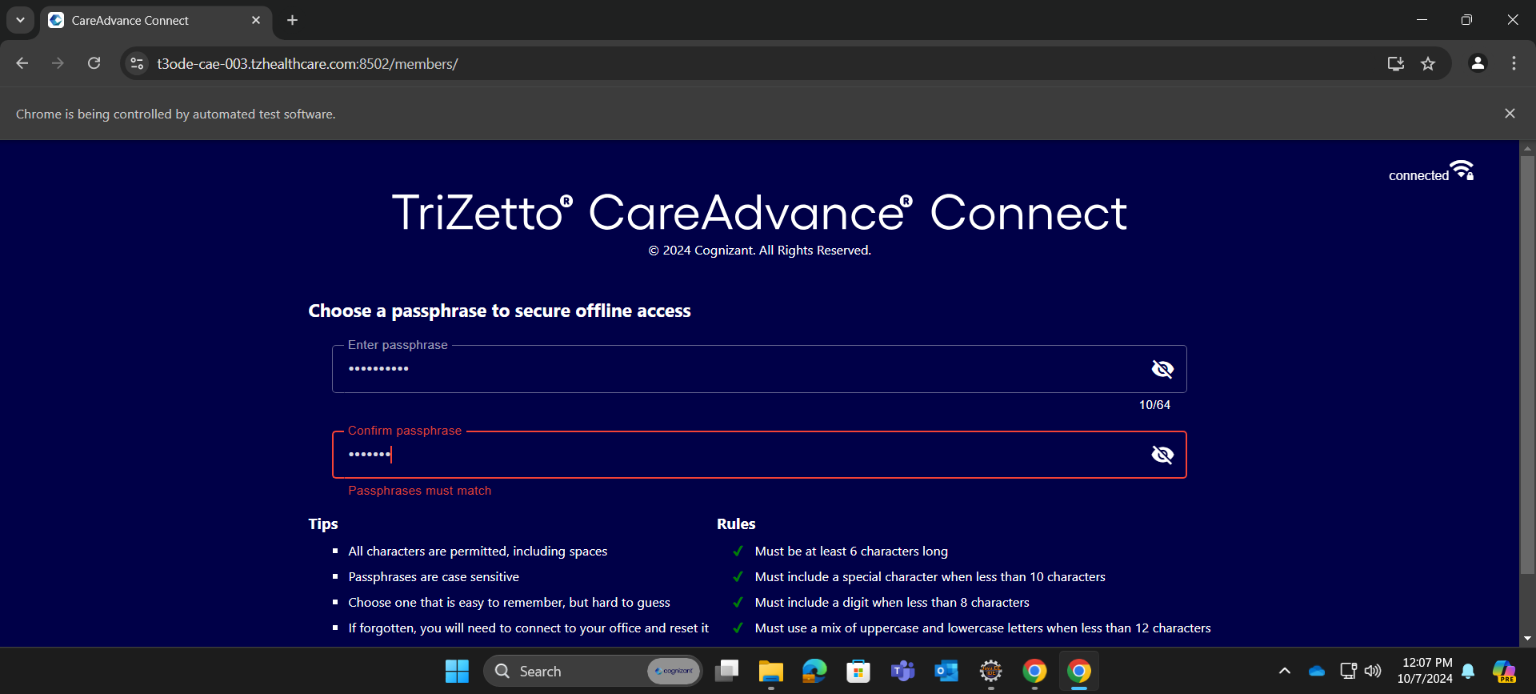 CareAdvance Connect
t3ode-cae-003.tzhealthcare.com:8502/members/
Chrome is being controlled by automated test software.
connected
TriZetto® CareAdvance® Connect
© 2024 Cognizant. All Rights Reserved.
Choose a passphrase to secure offline access
Enter passphrase
••••••••••
10/64
Confirm passphrase
•••••••
Passphrases must match
Tips
▪ All characters are permitted, including spaces
▪ Passphrases are case sensitive
▪ Choose one that is easy to remember, but hard to guess
▪ If forgotten, you will need to connect to your office and reset it
Rules
✓ Must be at least 6 characters long
✓ Must include a special character when less than 10 characters
✓ Must include a digit when less than 8 characters
✓ Must use a mix of uppercase and lowercase letters when less than 12 characters
Search
cognizant
PRE
12:07 PM
10/7/2024